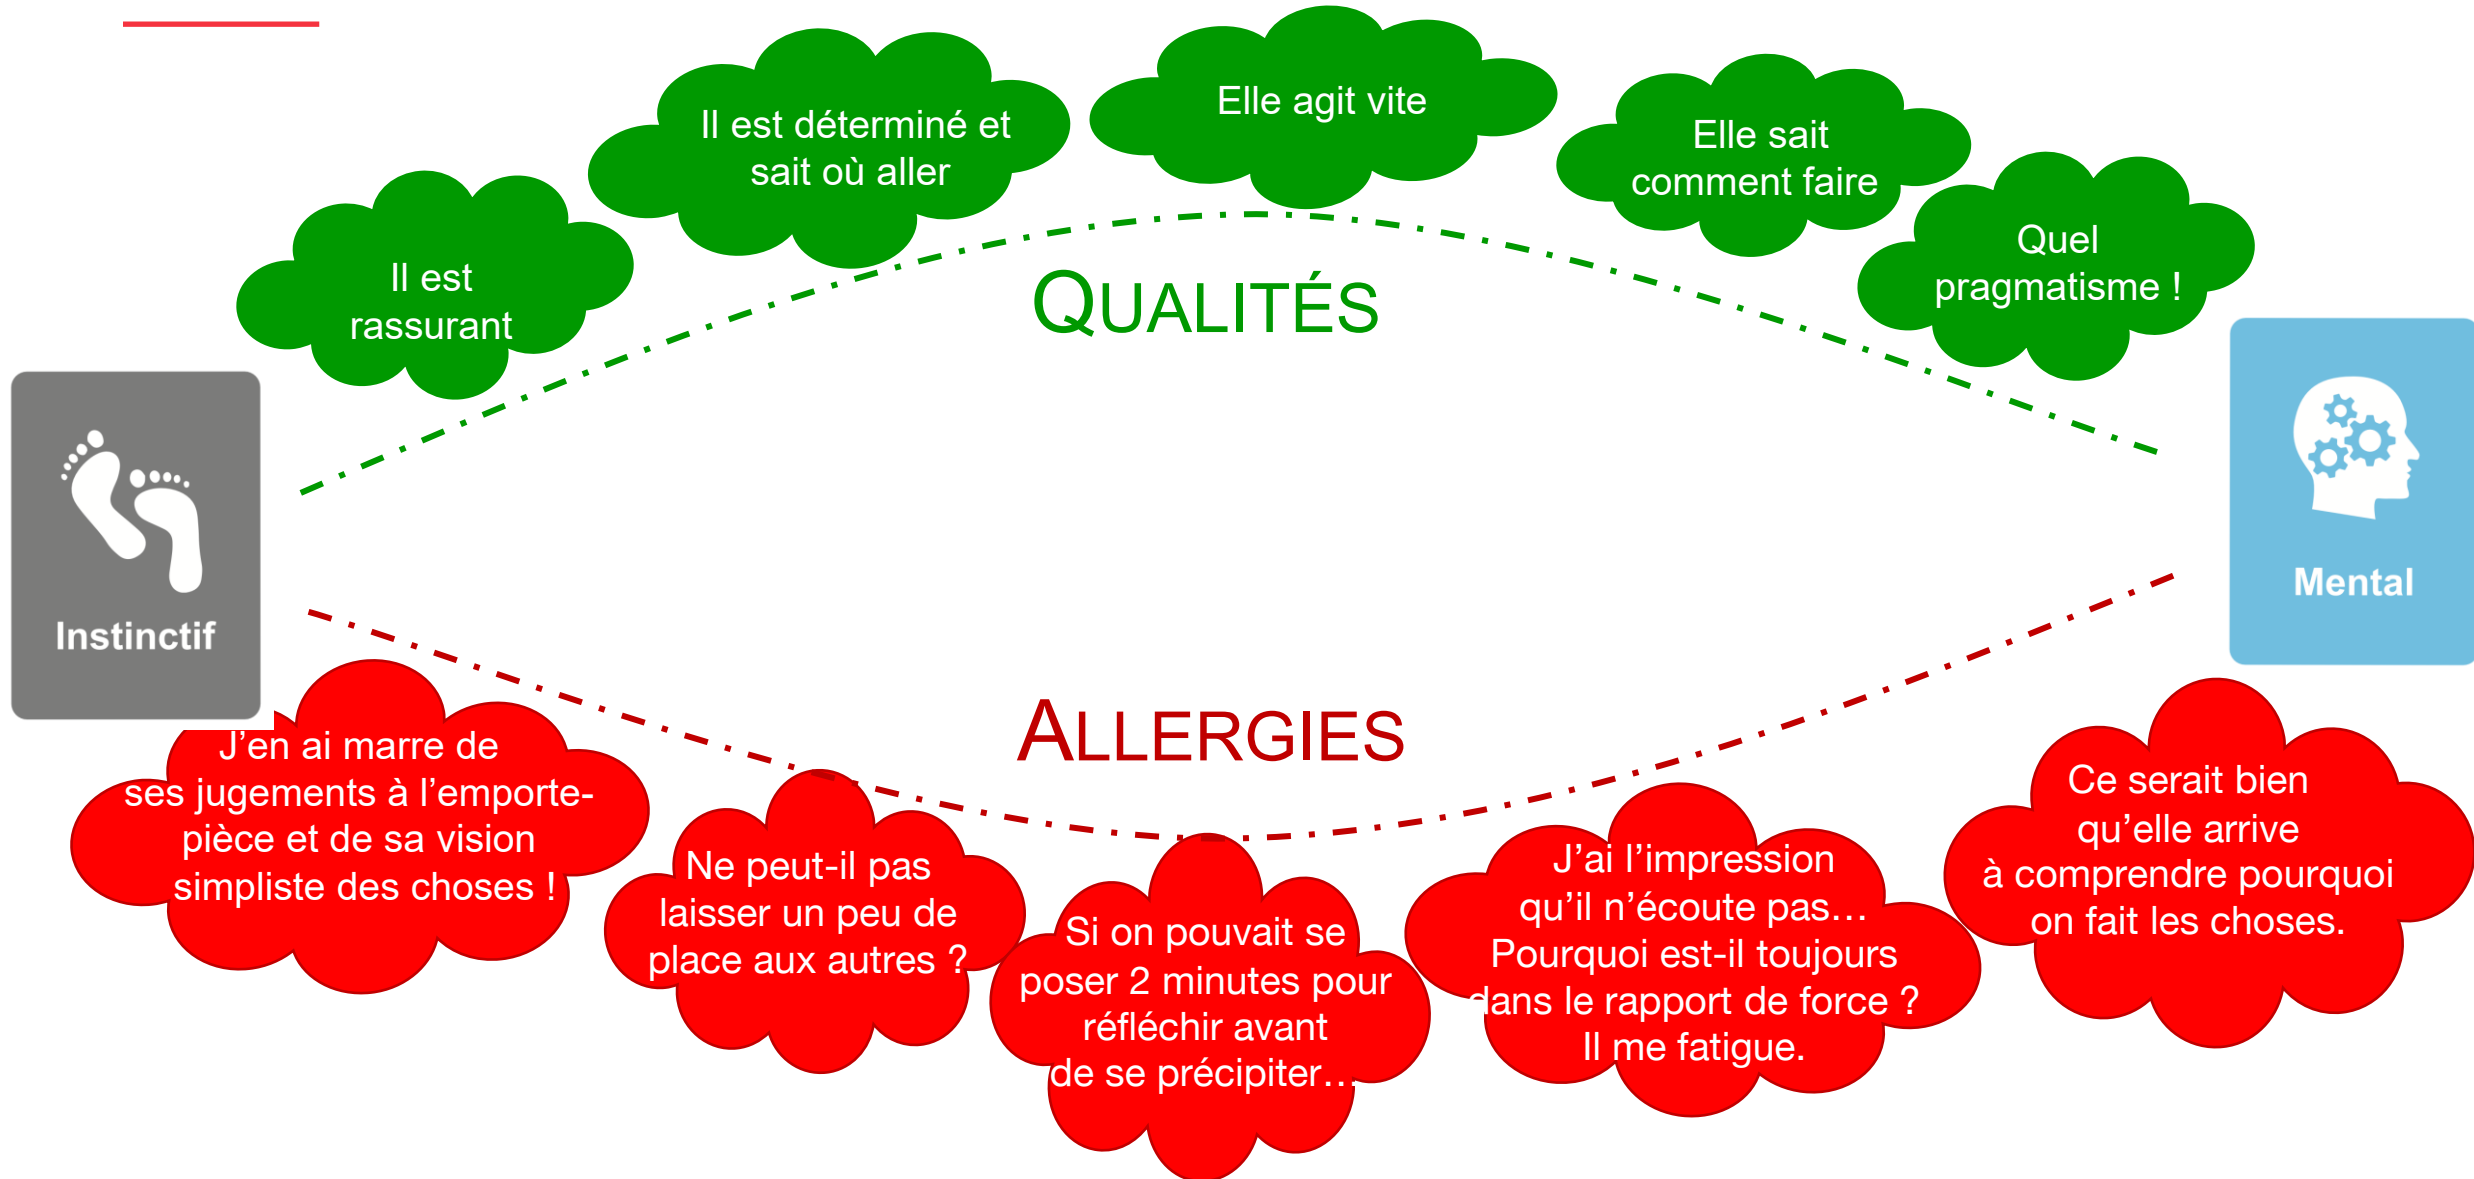 Il est
rassurant
Il est déterminé et
sait où aller
Elle agit vite
Elle sait
comment faire
Quel
pragmatisme !
QUALITÉS
Instinctif
Mental
ALLERGIES
J’en ai marre de
ses jugements à l’emporte-
pièce et de sa vision
simpliste des choses !
Ne peut-il pas
laisser un peu de
place aux autres ?
Si on pouvait se
poser 2 minutes pour
réfléchir avant
de se précipiter…
J’ai l’impression
qu’il n’écoute pas…
Pourquoi est-il toujours
dans le rapport de force ?
Il me fatigue.
Ce serait bien
qu’elle arrive
à comprendre pourquoi
on fait les choses.